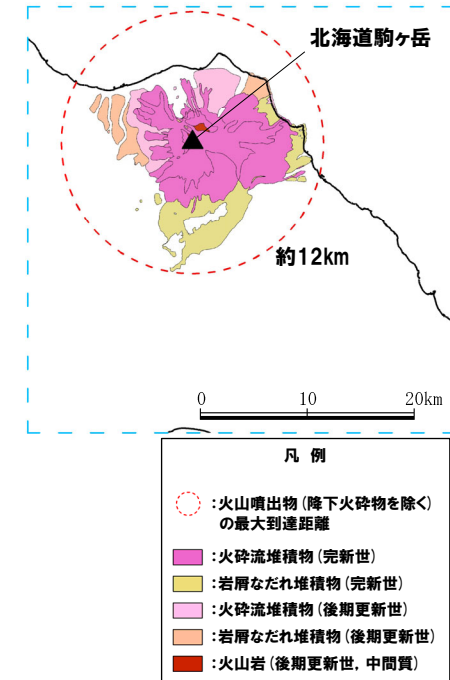 北海道駒ヶ岳
約12km
0 10 20km
凡 例
:火山噴出物(降下火砕物を除く)
の最大到達距離
:火砕流堆積物(完新世)
:岩屑なだれ堆積物(完新世)
:火砕流堆積物(後期更新世)
:岩屑なだれ堆積物(後期更新世)
:火山岩(後期更新世, 中間質)